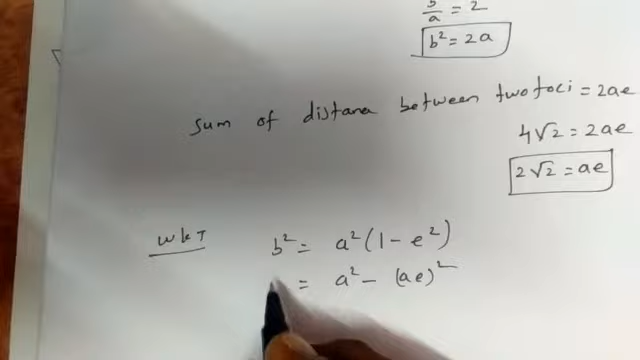 b/a = 2
b² = 2a
Sum of distana between two foci = 2ae
4√2 = 2ae
2√2 = ae
WKT b² = a²(1 - e²)
= a² - (ae)²